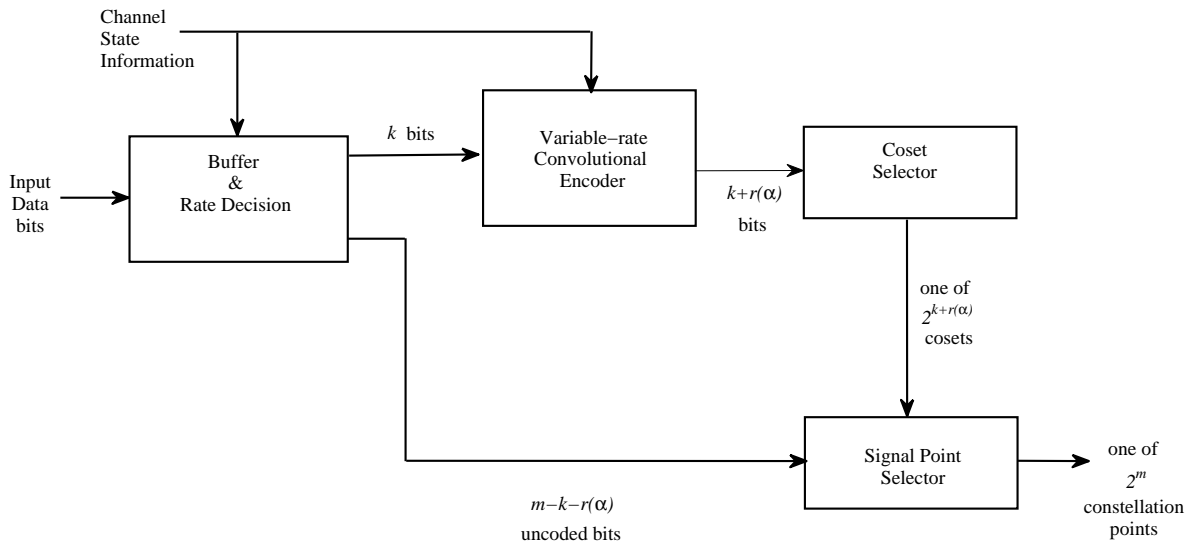 Channel
State
Information
Input
Data
bits
Buffer
&
Rate Decision
k bits
Variable−rate
Convolutional
Encoder
k+r(α)
bits
Coset
Selector
one of
2^{k+r(α)}
cosets
m−k−r(α)
uncoded bits
Signal Point
Selector
one of
2^m
constellation
points